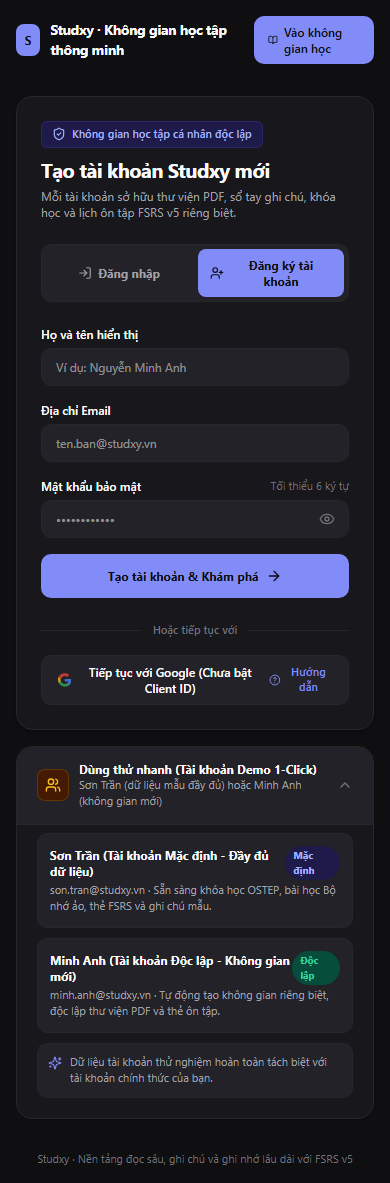 S
Studxy · Không gian học tập
thông minh
Vào không
gian học
Không gian học tập cá nhân độc lập
Tạo tài khoản Studxy mới
Mỗi tài khoản sở hữu thư viện PDF, sổ tay ghi chú, khóa
học và lịch ôn tập FSRS v5 riêng biệt.
Đăng nhập
Đăng ký tài
khoản
Họ và tên hiển thị
Ví dụ: Nguyễn Minh Anh
Địa chỉ Email
ten.ban@studxy.vn
Mật khẩu bảo mật
Tối thiểu 6 ký tự
••••••••••••
Tạo tài khoản & Khám phá
Hoặc tiếp tục với
Tiếp tục với Google (Chưa bật
Client ID)
Hướng
dẫn
Dùng thử nhanh (Tài khoản Demo 1-Click)
Sơn Trần (dữ liệu mẫu đầy đủ) hoặc Minh Anh
(không gian mới)
Sơn Trần (Tài khoản Mặc định - Đầy đủ
dữ liệu)
Mặc
định
son.tran@studxy.vn · Sẵn sàng khóa học OSTEP, bài học Bộ
nhớ ảo, thẻ FSRS và ghi chú mẫu.
Minh Anh (Tài khoản Độc lập - Không gian
mới)
Độc
lập
minh.anh@studxy.vn · Tự động tạo không gian riêng biệt,
độc lập thư viện PDF và thẻ ôn tập.
Dữ liệu tài khoản thử nghiệm hoàn toàn tách biệt với
tài khoản chính thức của bạn.
Studxy · Nền tảng đọc sâu, ghi chú và ghi nhớ lâu dài với FSRS v5